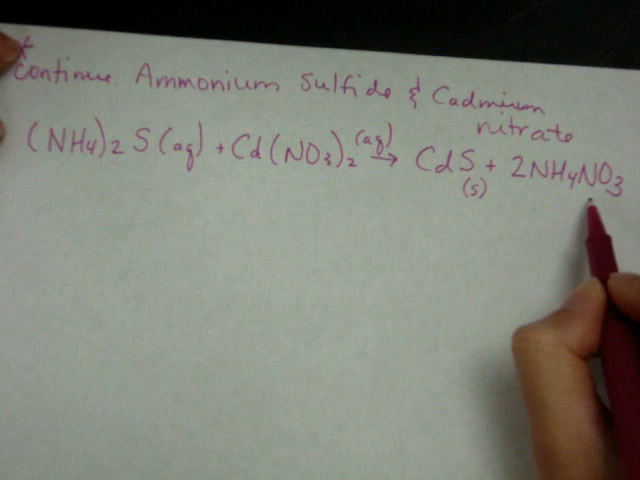 * Continue Ammonium Sulfide & Cadmium
nitrate
(NH4)2 S(aq) + Cd(NO3)2 (aq) → CdS + 2NH4NO3
(s)